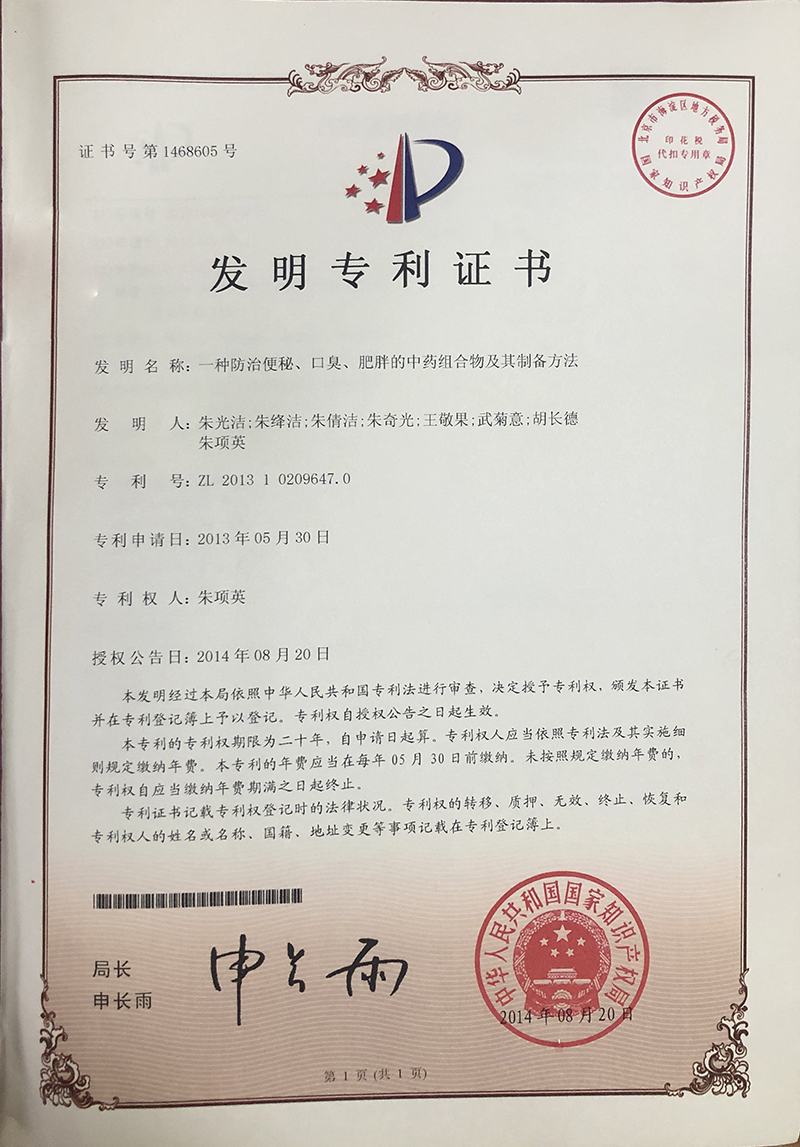 证书号第1468605号
北京市海淀区地方税务局
印花税
代扣专用章
国家知识产权局
发明专利证书
发明名称：一种防治便秘、口臭、肥胖的中药组合物及其制备方法
发明人：朱光洁;朱绛洁;朱倩洁;朱奇光;王敬果;武菊意;胡长德
朱项英
专利号：ZL 2013 1 0209647.0
专利申请日：2013年05月30日
专利权人：朱项英
授权公告日：2014年08月20日
本发明经过本局依照中华人民共和国专利法进行审查，决定授予专利权，颁发本证书
并在专利登记簿上予以登记。专利权自授权公告之日起生效。
本专利的专利权期限为二十年，自申请日起算。专利权人应当依照专利法及其实施细
则规定缴纳年费。本专利的年费应当在每年05月30日前缴纳。未按照规定缴纳年费的，
专利权自应当缴纳年费期满之日起终止。
专利证书记载专利权登记时的法律状况。专利权的转移、质押、无效、终止、恢复和
专利权人的姓名或名称、国籍、地址变更等事项记载在专利登记簿上。
局长
申长雨
申长雨
中华人民共和国国家知识产权局
2014年08月20日
第1页(共1页)